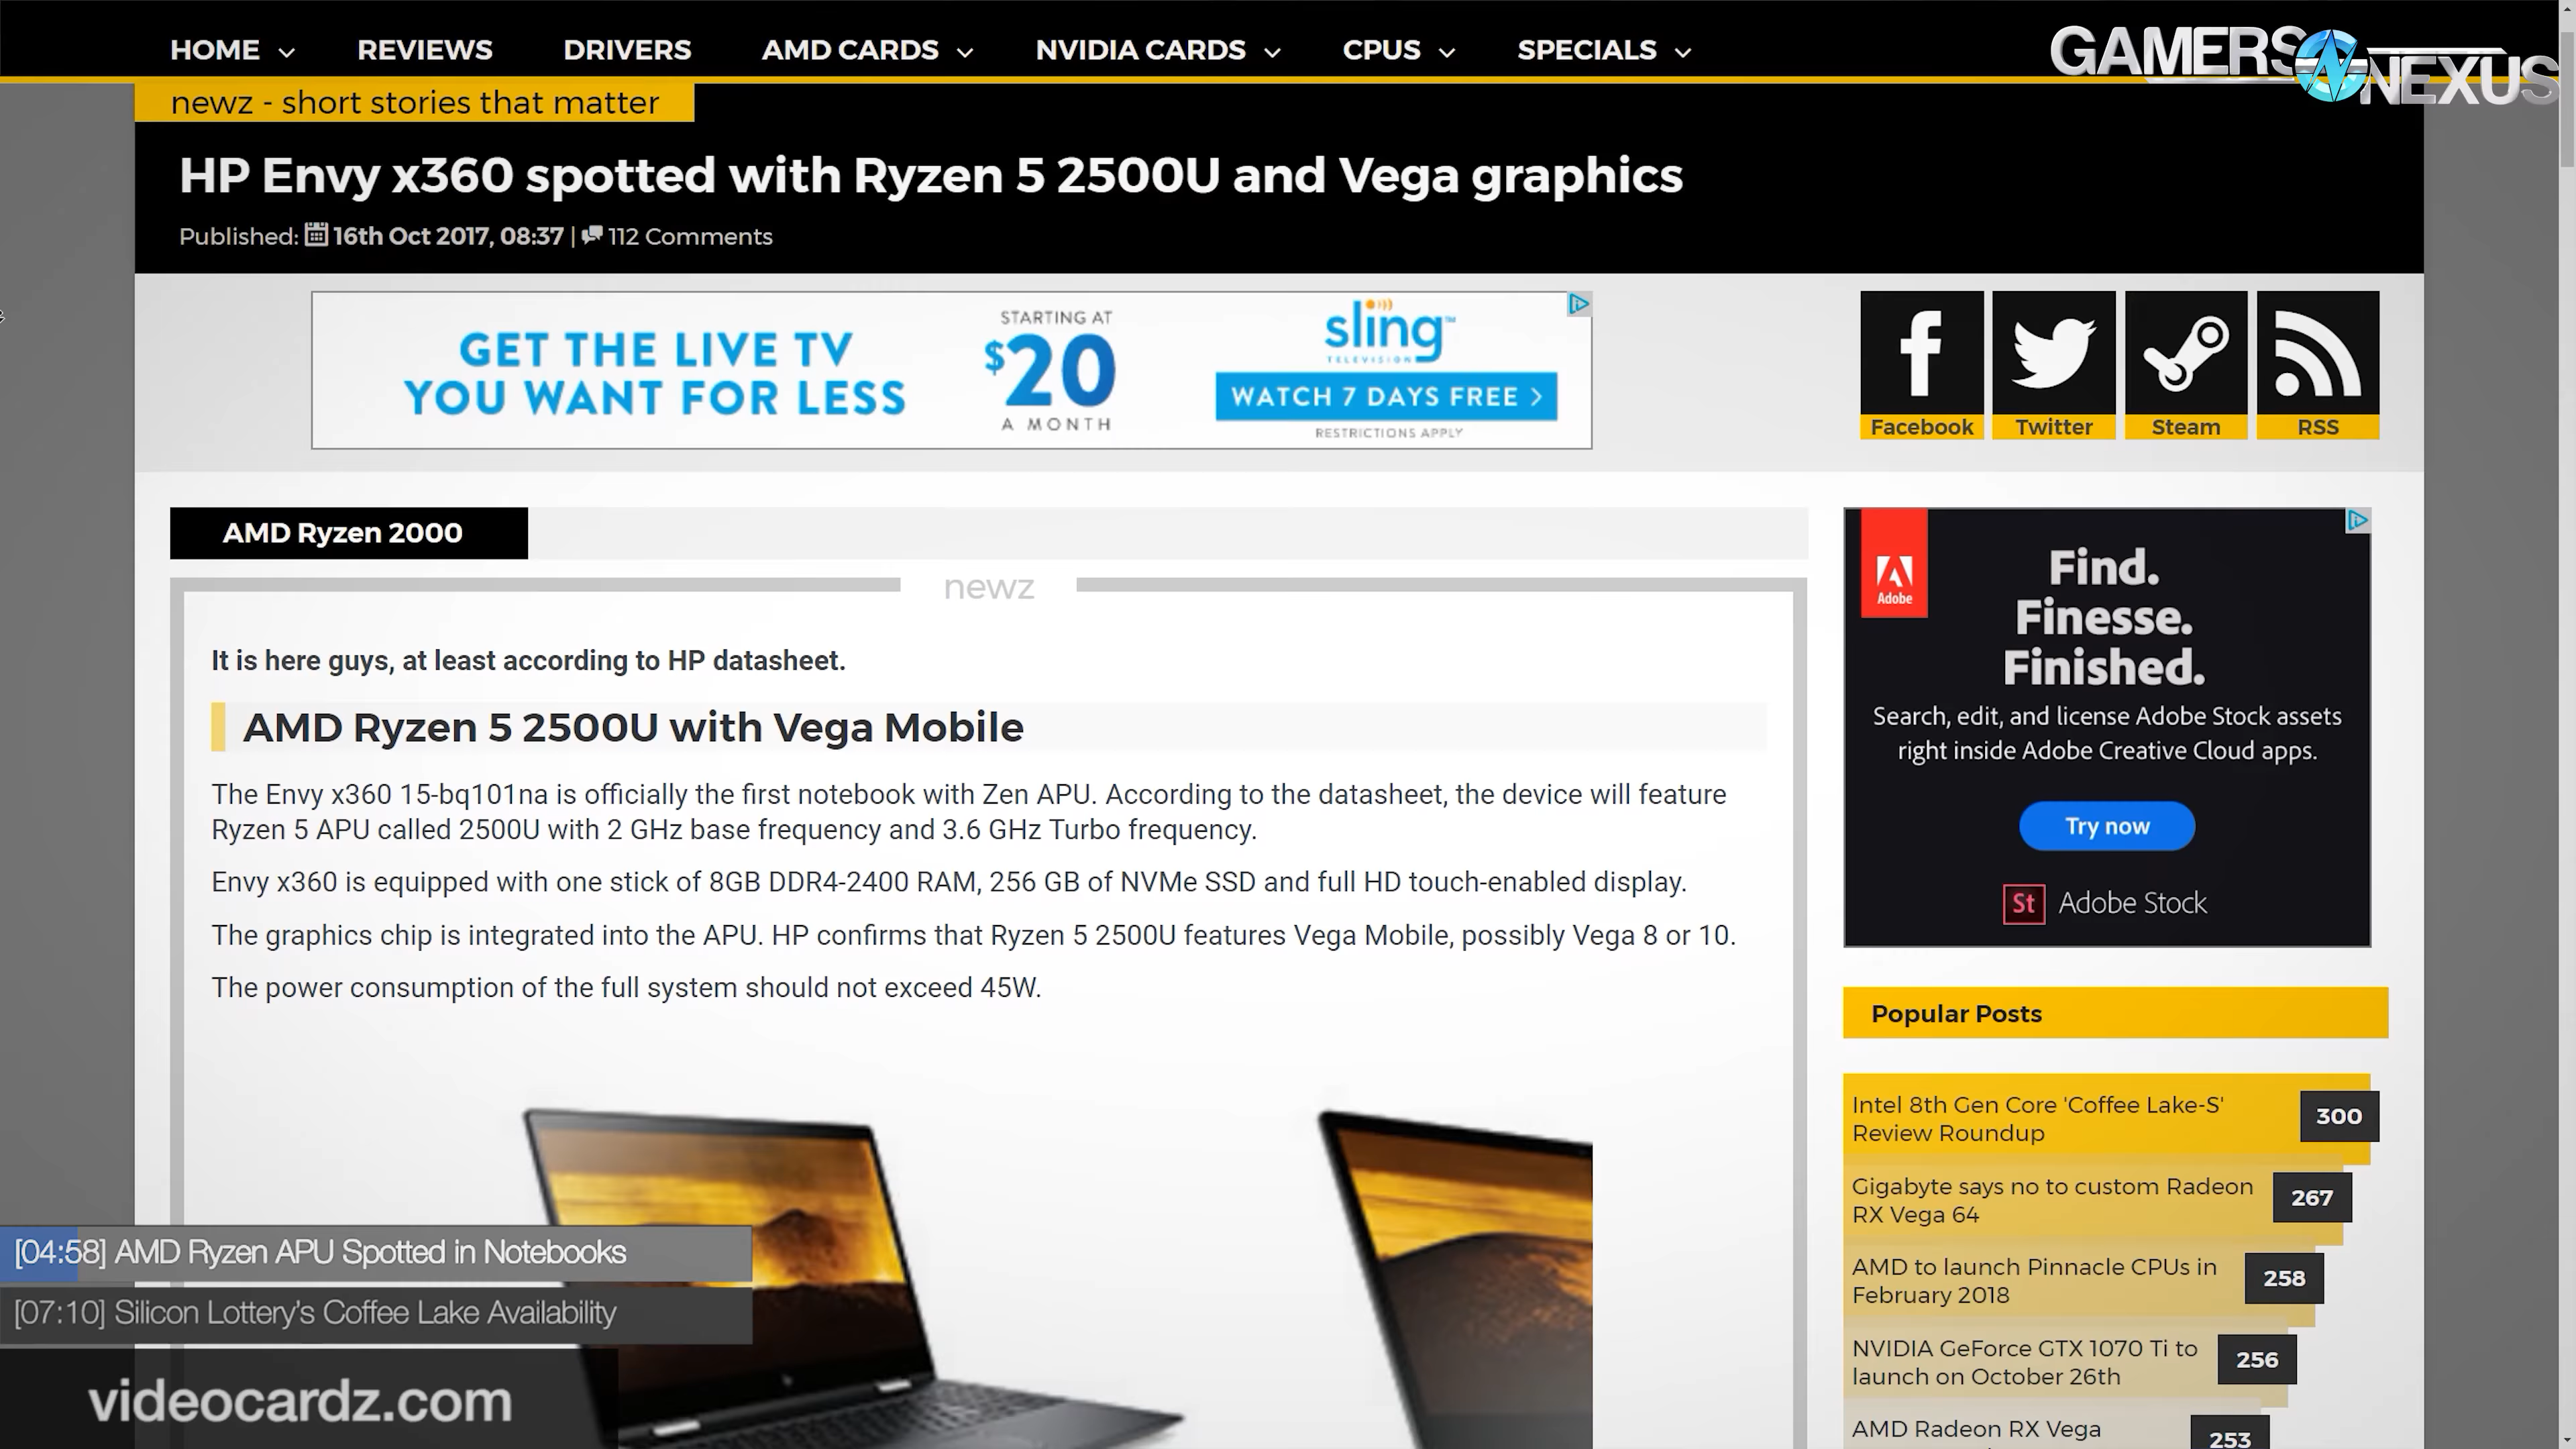 HOME
REVIEWS
DRIVERS
AMD CARDS
NVIDIA CARDS
CPUS
SPECIALS
GAMERS NEXUS
newz - short stories that matter
HP Envy x360 spotted with Ryzen 5 2500U and Vega graphics
Published: 16th Oct 2017, 08:37 | 112 Comments
GET THE LIVE TV
YOU WANT FOR LESS
STARTING AT
$20
A MONTH
sling™
TELEVISION
WATCH 7 DAYS FREE >
RESTRICTIONS APPLY
Facebook
Twitter
Steam
RSS
AMD Ryzen 2000
newz
It is here guys, at least according to HP datasheet.
AMD Ryzen 5 2500U with Vega Mobile
The Envy x360 15-bq101na is officially the first notebook with Zen APU. According to the datasheet, the device will feature
Ryzen 5 APU called 2500U with 2 GHz base frequency and 3.6 GHz Turbo frequency.
Envy x360 is equipped with one stick of 8GB DDR4-2400 RAM, 256 GB of NVMe SSD and full HD touch-enabled display.
The graphics chip is integrated into the APU. HP confirms that Ryzen 5 2500U features Vega Mobile, possibly Vega 8 or 10.
The power consumption of the full system should not exceed 45W.
Adobe
Find.
Finesse.
Finished.
Search, edit, and license Adobe Stock assets
right inside Adobe Creative Cloud apps.
Try now
St Adobe Stock
Popular Posts
Intel 8th Gen Core 'Coffee Lake-S'
Review Roundup
300
Gigabyte says no to custom Radeon
RX Vega 64
267
AMD to launch Pinnacle CPUs in
February 2018
258
NVIDIA GeForce GTX 1070 Ti to
launch on October 26th
256
AMD Radeon RX Vega
253
[04:58] AMD Ryzen APU Spotted in Notebooks
[07:10] Silicon Lottery's Coffee Lake Availability
videocardz.com